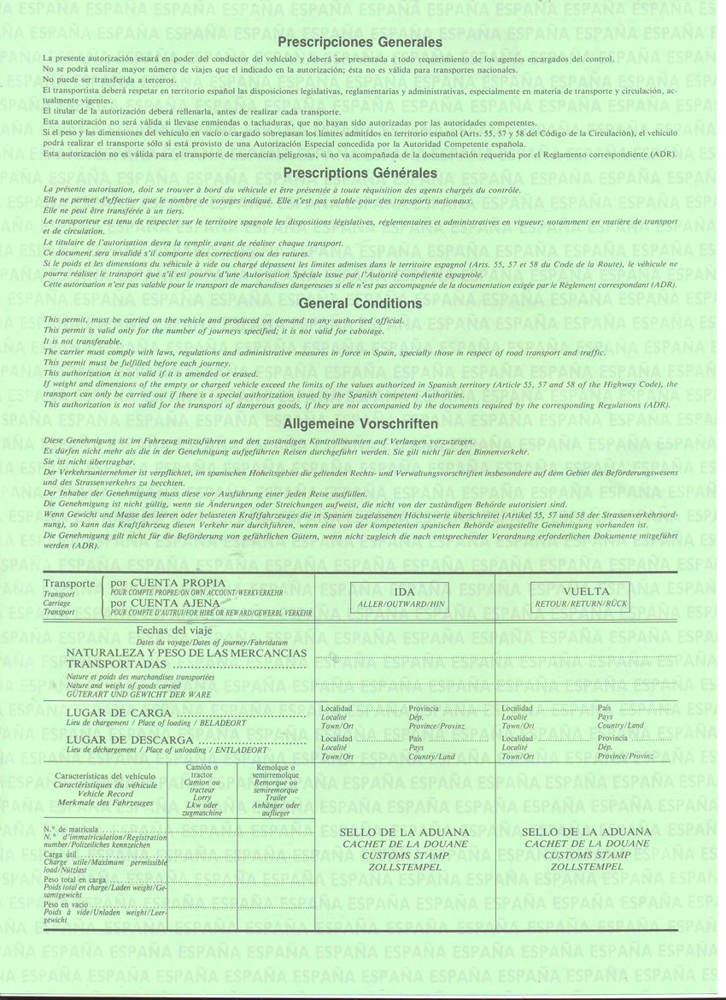 Prescripciones Generales
La presente autorización estará en poder del conductor del vehículo y deberá ser presentada a todo requerimiento de los agentes encargados del control.
No se podrá realizar mayor número de viajes que el indicado en la autorización; ésta no es válida para transportes nacionales.
No puede ser transferida a terceros.
El transportista deberá respetar en territorio español las disposiciones legislativas, reglamentarias y administrativas, especialmente en materia de transporte y circulación, ac-
tualmente vigentes.
El titular de la autorización deberá rellenarla, antes de realizar cada transporte.
Esta autorización no será válida si llevase enmiendas o tachaduras, que no hayan sido autorizadas por las autoridades competentes.
Si el peso y las dimensiones del vehículo en vacío o cargado sobrepasan los límites admitidos en territorio español (Arts. 55, 57 y 58 del Código de la Circulación), el vehículo
podrá realizar el transporte sólo si está provisto de una Autorización Especial concedida por la Autoridad Competente española.
Esta autorización no es válida para el transporte de mercancías peligrosas, si no va acompañada de la documentación requerida por el Reglamento correspondiente (ADR).
Prescriptions Générales
La présente autorisation, doit se trouver à bord du véhicule et être présentée à toute rèquisition des agents chargés du contrôle.
Elle ne permet d'effectuer que le nombre de voyages indiqué. Elle n'est pas valable pour des transports nationaux.
Elle ne peut être transférée à un tiers.
Le transporteur est tenu de respecter sur le territoire spagnole les dispositions législatives, réglementaires et administratives en vigueur; notamment en matière de transport
et de circulation.
Le titulaire de l'autorisation devra la remplir avant de réaliser chaque transport.
Ce document sera invalidé s'il comporte des corrections ou des ratures.
Si le poids et les dimensions du véhicule à vide ou chargé dépassent les limites admises dans le territoire espagnol (Arts. 55, 57 et 58 du Code de la Route), le véhicule ne
pourra réaliser le transport que s'il est pourvu d'une Autorisation Spéciale issue par l'Autorité compétente espagnole.
Cette autorisation n'est pas valable pour le transport de marchandises dangereuses si elle n'est pas accompagnée de la documentation exigée par le Règlement correspondant (ADR).
General Conditions
This permit, must be carried on the vehicle and produced on demand to any authorised official.
This permit is valid only for the number of journeys specified; it is not valid for cabotage.
It is not transferable.
The carrier must comply with laws, regulations and administrative measures in force in Spain, specially those in respect of road transport and traffic.
This permit must be fulfilled before each journey.
This authorization is not valid if it is amended or erased.
If weight and dimensions of the empty or charged vehicle exceed the limits of the values authorized in Spanish territory (Article 55, 57 and 58 of the Highway Code), the
transport can only be carried out if there is a special authorization issued by the Spanish competent Authorities.
This authorization is not valid for the transport of dangerous goods, if they are not accompanied by the documents required by the corresponding Regulations (ADR).
Allgemeine Vorschriften
Diese Genehmigung ist im Fahrzeug mitzuführen und den zuständigen Kontrollbeamten auf Verlangen vorzuzeigen.
Es dürfen nicht mehr als die in der Genehmigung aufgeführten Reisen durchgeführt werden. Sie gilt nicht für den Binnenverkehr.
Sie ist nicht übertragbar.
Der Verkehrsunternehmer ist verpflichtet, im spanischen Hoheitsgebiet die geltenden Rechts- und Verwaltungsvorschriften insbesondere auf dem Gebiet des Beförderungswesens
und des Strassenverkehrs zu becchten.
Der Inhaber der Genehmigung muss diese vor Ausführung einer jeden Reise ausfüllen.
Die Genehmigung ist nicht gültig, wenn sie Änderungen oder Streichungen aufweist, die nicht von der zuständigen Behörde autorisiert sind.
Wenn Gewicht und Masse des leeren oder belasteten Kraftfahrzeuges die in Spanien zugelassenen Höchstwerte überschreitet (Artikel 55, 57 und 58 der Strassenverkehrsord-
nung), so kann das Kraftfahrzeug diesen Verkehr nur durchführen, wenn eine von der kompetenten spanischen Behörde ausgestellte Genehmigung vorhanden ist.
Die Genehmigung gilt nicht für die Beförderung von gefährlichen Gütern, wenn nicht zugleich die nach entsprechender Verordnung erforderlichen Dokumente mitgeführt
werden (ADR).
Transporte
Transport
Carriage
Transport
por CUENTA PROPIA
POUR COMPTE PROPRE/ON OWN ACCOUNT/WERKVERKEHR
por CUENTA AJENA
POUR COMPTE D'AUTRUI/FOR HIRE OR REWARD/GEWERBL VERKEHR
IDA
ALLER/OUTWARD/HIN
VUELTA
RETOUR/RETURN/RÜCK
Fechas del viaje
Dates du voyage/Dates of journey/Fahrtdatum
NATURALEZA Y PESO DE LAS MERCANCIAS
TRANSPORTADAS
Nature et poids des marchandises transportées
Nature and weight of goods carried
GÜTERART UND GEWICHT DER WARE
LUGAR DE CARGA
Lieu de chargement / Place of loading / BELADEORT
Localidad Provincia
Localité Dép.
Town/Ort Province/Provinz
Localidad País
Localité Pays
Town/Ort Country/Land
LUGAR DE DESCARGA
Lieu de déchargement / Place of unloading / ENTLADEORT
Localidad País
Localité Pays
Town/Ort Country/Land
Localidad Provincia
Localité Dép.
Town/Ort Province/Provinz
Características del vehículo
Caractéristiques du véhicule
Vehicle Record
Merkmale des Fahrzeuges
Camión o
tractor
Camion ou
tracteur
Lorry
Lkw oder
zugmaschine
Remolque o
semirremolque
Remorque ou
semiremorque
Trailer
Anhänger oder
auflieger
N.º de matrícula
N.º d'immatriculation/Registration
number/Polizeiliches kennzeichen
Carga útil
Charge utile/Maximum permissible
load/Nützlast
Peso total en carga
Poids total en charge/Laden weight/Ge-
samtgewicht
Peso en vacío
Poids à vide/Unladen weight/Leer-
gewicht
SELLO DE LA ADUANA
CACHET DE LA DOUANE
CUSTOMS STAMP
ZOLLSTEMPEL
SELLO DE LA ADUANA
CACHET DE LA DOUANE
CUSTOMS STAMP
ZOLLSTEMPEL